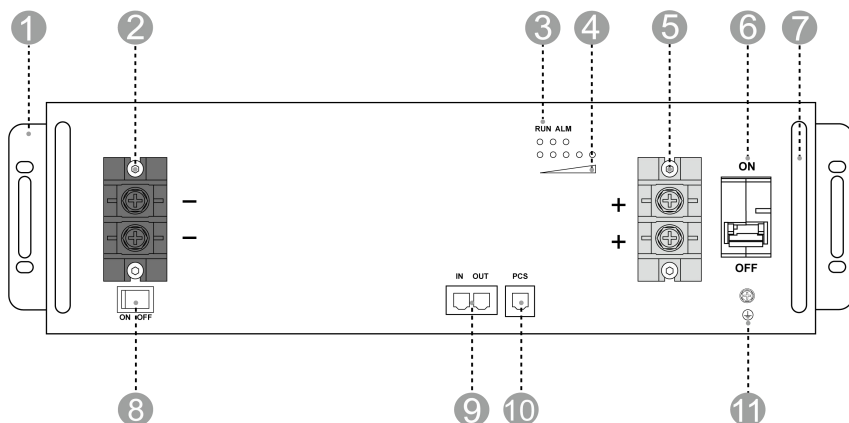 1 2 3 4 5 6 7
RUN ALM
ON
−
+
−
+
OFF
IN OUT PCS
ON OFF
8 9 10 11